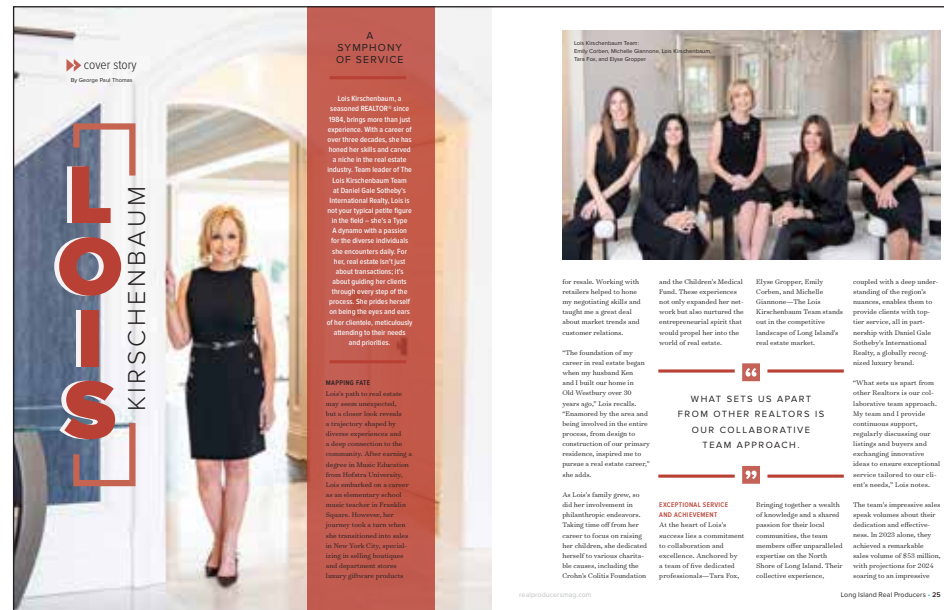 cover story
By George Paul Thomas
LOIS
KIRSCHENBAUM
A
SYMPHONY
OF SERVICE
Lois Kirschenbaum, a
seasoned REALTOR® since
1984, brings more than just
experience. With a career of
over three decades, she has
honed her skills and carved
a niche in the real estate
industry. Team leader of The
Lois Kirschenbaum Team
at Daniel Gale Sotheby's
International Realty, Lois is
not your typical petite figure
in the field – she's a Type
A dynamo with a passion
for the diverse individuals
she encounters daily. For
her, real estate isn't just
about transactions; it's
about guiding her clients
through every step of the
process. She prides herself
on being the eyes and ears
of her clientele, meticulously
attending to their needs
and priorities.
MAPPING FATE
Lois's path to real estate
may seem unexpected,
but a closer look reveals
a trajectory shaped by
diverse experiences and
a deep connection to the
community. After earning a
degree in Music Education
from Hofstra University,
Lois embarked on a career
as an elementary school
music teacher in Franklin
Square. However, her
journey took a turn when
she transitioned into sales
in New York City, special-
izing in selling boutiques
and department stores
luxury giftware products
Lois Kirschenbaum Team:
Emily Corben, Michelle Giannone, Lois Kirschenbaum,
Tara Fox, and Elyse Gropper
for resale. Working with
retailers helped to hone
my negotiating skills and
taught me a great deal
about market trends and
customer relations.
"The foundation of my
career in real estate began
when my husband Ken
and I built our home in
Old Westbury over 30
years ago," Lois recalls.
"Enamored by the area and
being involved in the entire
process, from design to
construction of our primary
residence, inspired me to
pursue a real estate career,"
she adds.
As Lois's family grew, so
did her involvement in
philanthropic endeavors.
Taking time off from her
career to focus on raising
her children, she dedicated
herself to various charita-
ble causes, including the
Crohn's Colitis Foundation
and the Children's Medical
Fund. These experiences
not only expanded her net-
work but also nurtured the
entrepreneurial spirit that
would propel her into the
world of real estate.
“
WHAT SETS US APART
FROM OTHER REALTORS IS
OUR COLLABORATIVE
TEAM APPROACH.
”
EXCEPTIONAL SERVICE
AND ACHIEVEMENT
At the heart of Lois's
success lies a commitment
to collaboration and
excellence. Anchored by
a team of five dedicated
professionals—Tara Fox,
Elyse Gropper, Emily
Corben, and Michelle
Giannone—The Lois
Kirschenbaum Team stands
out in the competitive
landscape of Long Island's
real estate market.
Bringing together a wealth
of knowledge and a shared
passion for their local
communities, the team
members offer unparalleled
expertise on the North
Shore of Long Island. Their
collective experience,
coupled with a deep under-
standing of the region's
nuances, enables them to
provide clients with top-
tier service, all in part-
nership with Daniel Gale
Sotheby's International
Realty, a globally recog-
nized luxury brand.
"What sets us apart from
other Realtors is our col-
laborative team approach.
My team and I provide
continuous support,
regularly discussing our
listings and buyers and
exchanging innovative
ideas to ensure exceptional
service tailored to our cli-
ent's needs," Lois notes.
The team's impressive sales
speak volumes about their
dedication and effective-
ness. In 2023 alone, they
achieved a remarkable
sales volume of $53 million,
with projections for 2024
soaring to an impressive
realproducersmag.com
Long Island Real Producers • 25